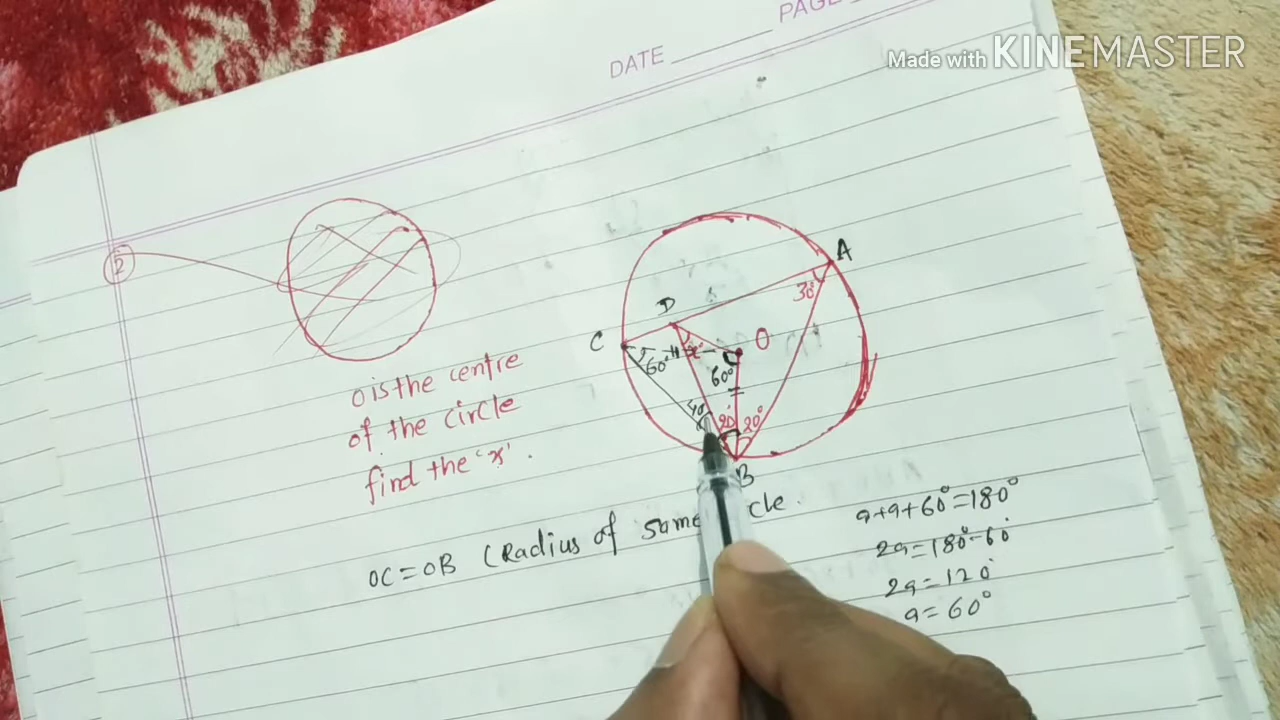 PAGE
DATE
Made with KINEMASTER
2
A
30°
D
C
O
60°
x
60°
40
20°
20°
B
O is the centre
of the circle
find the 'x'.
OC = OB (Radius of same cle.
a+a+60°=180°
2a=180°-60°
2a=120°
a=60°